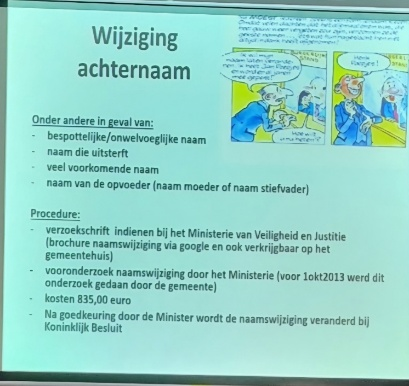 Wijziging
achternaam
Onder andere in geval van:
- bespottelijke/onwelvoeglijke naam
- naam die uitsterft
- veel voorkomende naam
- naam van de opvoeder (naam moeder of naam stiefvader)
Procedure:
- verzoekschrift indienen bij het Ministerie van Veiligheid en Justitie
(brochure naamswijziging via google en ook verkrijgbaar op het
gemeentehuis)
- vooronderzoek naamswijziging door het Ministerie (voor 1okt2013 werd dit
onderzoek gedaan door de gemeente)
- kosten 835,00 euro
- Na goedkeuring door de Minister wordt de naamswijziging veranderd bij
Koninklijk Besluit